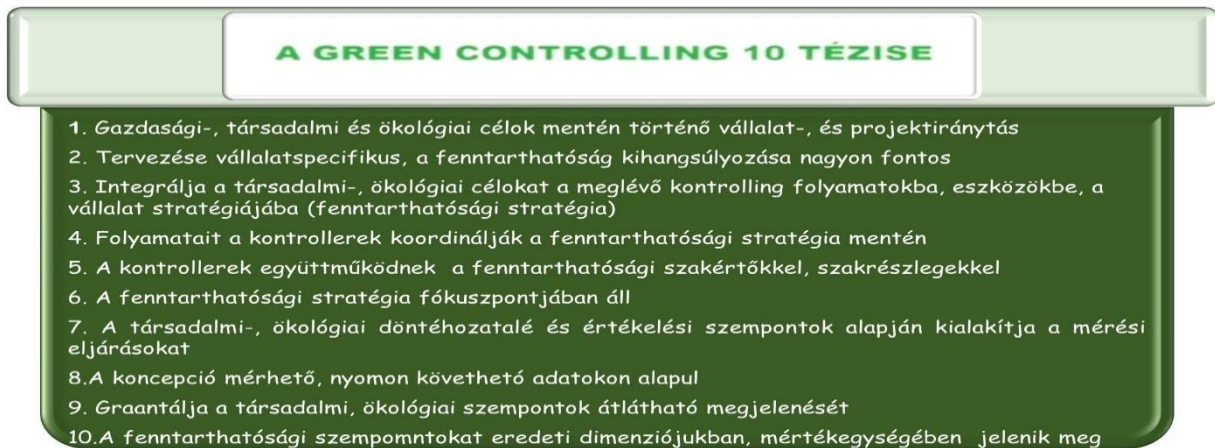 A GREEN CONTROLLING 10 TÉZISE
1. Gazdasági-, társadalmi és ökológiai célok mentén történő vállalat-, és projektirányítás
2. Tervezése vállalatspecifikus, a fenntarthatóság kihangsúlyozása nagyon fontos
3. Integrálja a társadalmi-, ökológiai célokat a meglévő kontrolling folyamatokba, eszközökbe, a
vállalat stratégiájába (fenntarthatósági stratégia)
4. Folyamatait a kontrollerek koordinálják a fenntarthatósági stratégia mentén
5. A kontrollerek együttműködnek a fenntarthatósági szakértőkkel, szakrészlegekkel
6. A fenntarthatósági stratégia fókuszpontjában áll
7. A társadalmi-, ökológiai döntéhozatalé és értékelési szempontok alapján kialakítja a mérési
eljárásokat
8.A koncepció mérhető, nyomon követhetó adatokon alapul
9. Graantálja a társadalmi, ökológiai szempontok átlátható megjelenését
10.A fenntarthatósági szempomntokat eredeti dimenziójukban, mértékegységében jelenik meg